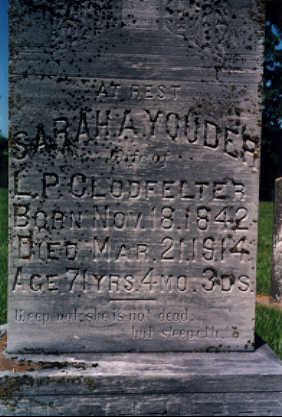 AT REST
SARAH A. YOUDER
Wife of
L. P. CLODFELTER
BORN NOV. 18. 1842.
DIED MAR. 21. 1914.
AGE 71 YRS. 4 MO. 3 DS.
Weep not, she is not dead,
but sleepeth.